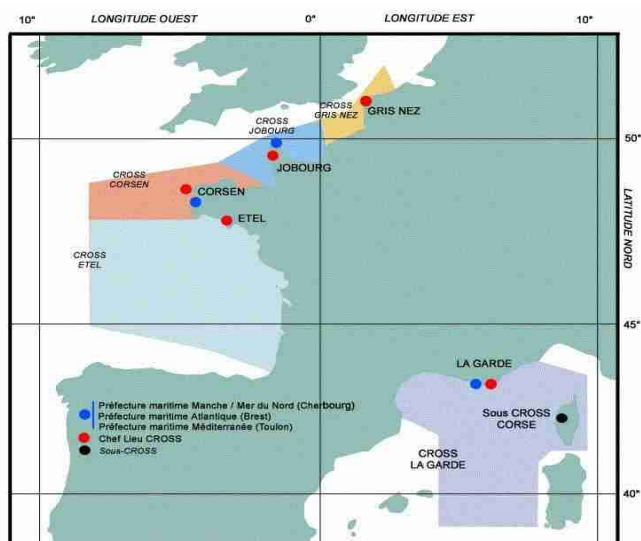 10° LONGITUDE OUEST 0° LONGITUDE EST 10°
CROSS
GRIS NEZ
GRIS NEZ
CROSS
JOBOURG
50°
JOBOURG
CROSS
CORSEN
CORSEN
ETEL
LATITUDE NORD
CROSS
ETEL
45°
LA GARDE
Préfecture maritime Manche / Mer du Nord (Cherbourg)
Préfecture maritime Atlantique (Brest)
Préfecture maritime Méditerranée (Toulon)
Chef Lieu CROSS
Sous-CROSS
Sous CROSS
CORSE
CROSS
LA GARDE
40°